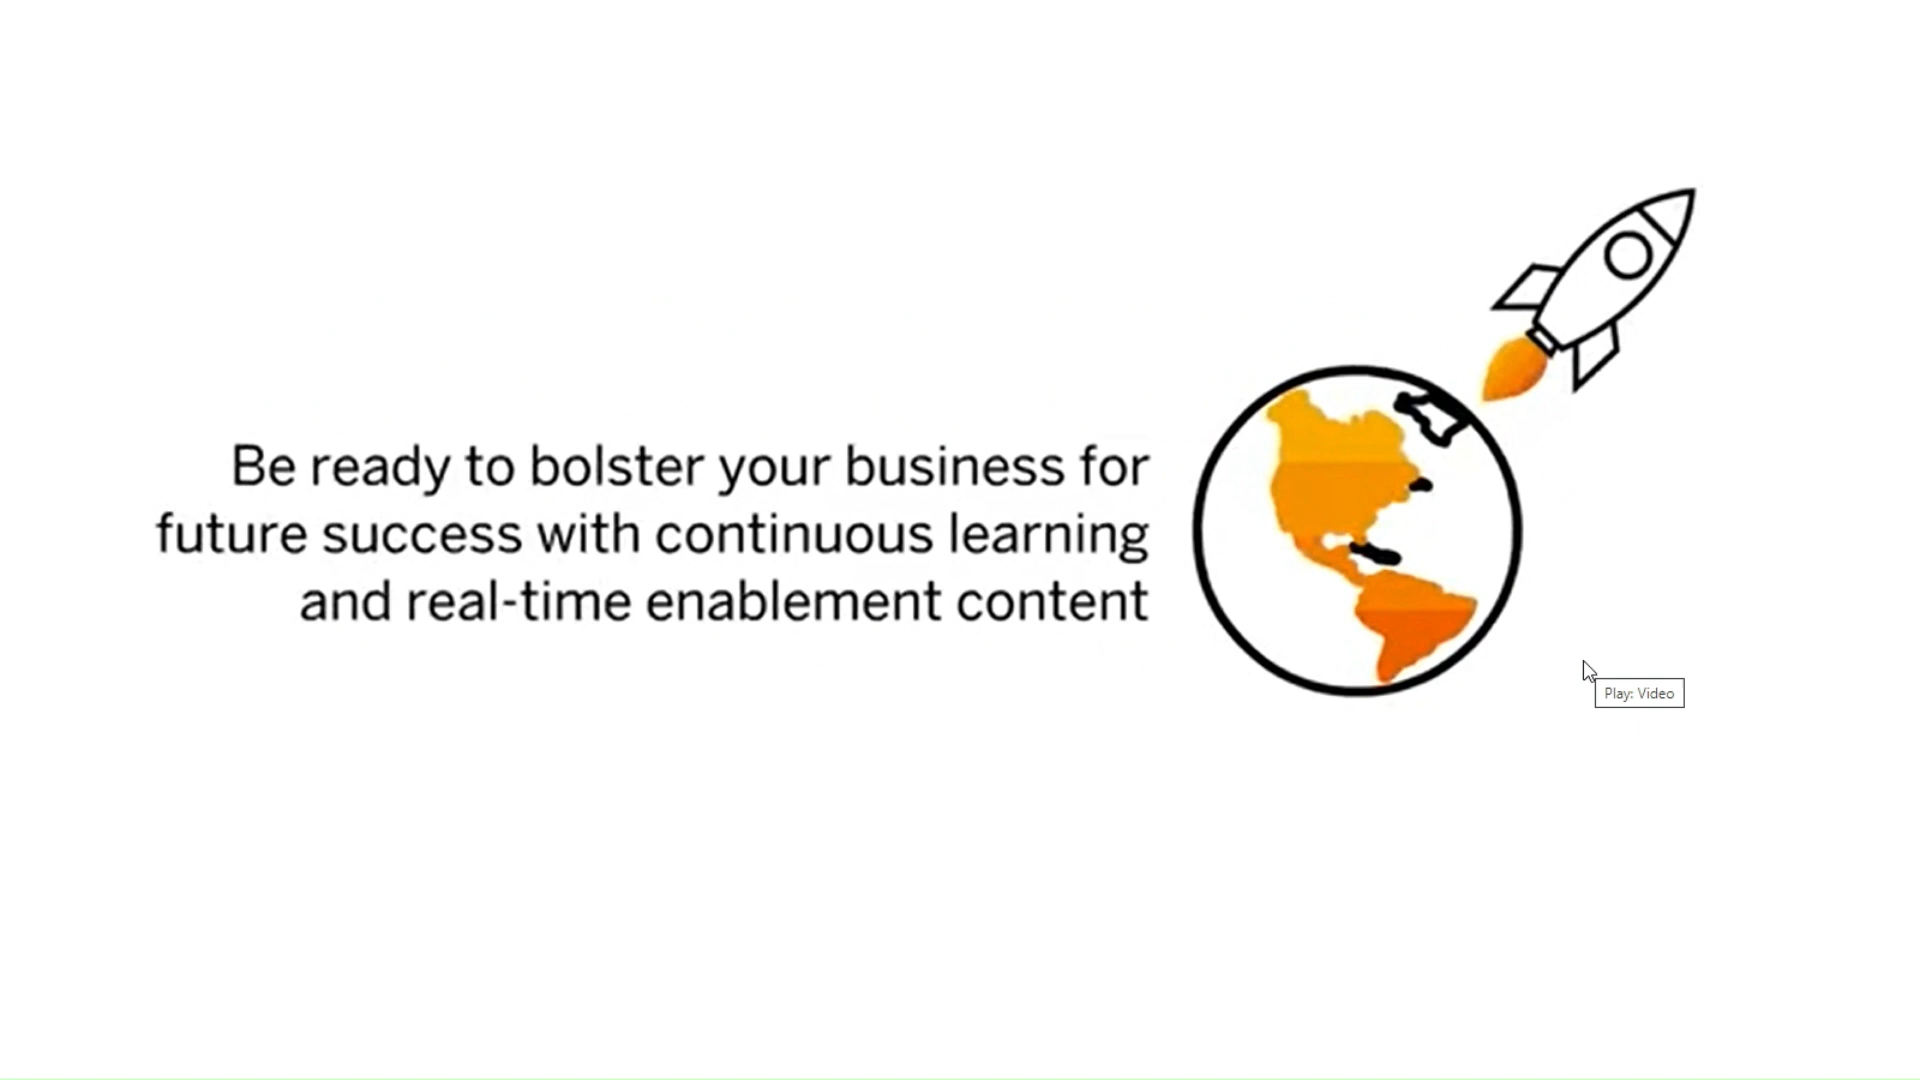 Be ready to bolster your business for
future success with continuous learning
and real-time enablement content
Play: Video